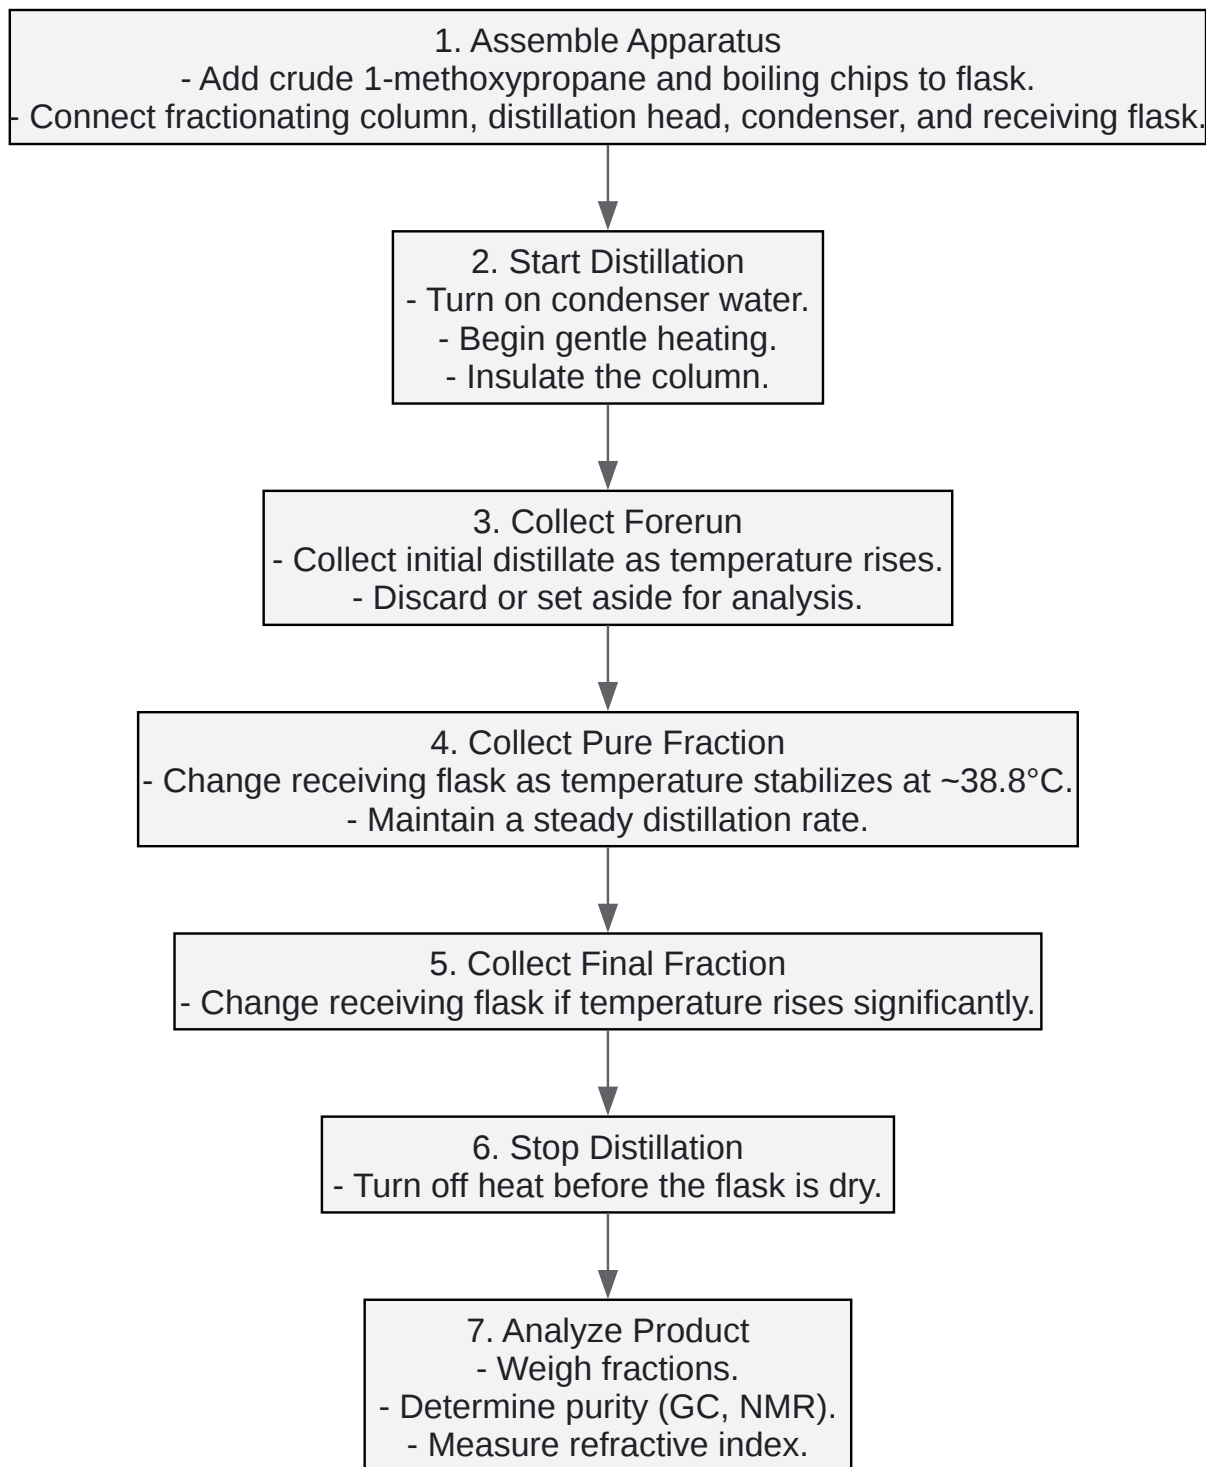 1. Assemble Apparatus
- Add crude 1-methoxypropane and boiling chips to flask.
- Connect fractionating column, distillation head, condenser, and receiving flask.
2. Start Distillation
- Turn on condenser water.
- Begin gentle heating.
- Insulate the column.
3. Collect Forerun
- Collect initial distillate as temperature rises.
- Discard or set aside for analysis.
4. Collect Pure Fraction
- Change receiving flask as temperature stabilizes at ~38.8°C.
- Maintain a steady distillation rate.
5. Collect Final Fraction
- Change receiving flask if temperature rises significantly.
6. Stop Distillation
- Turn off heat before the flask is dry.
7. Analyze Product
- Weigh fractions.
- Determine purity (GC, NMR).
- Measure refractive index.